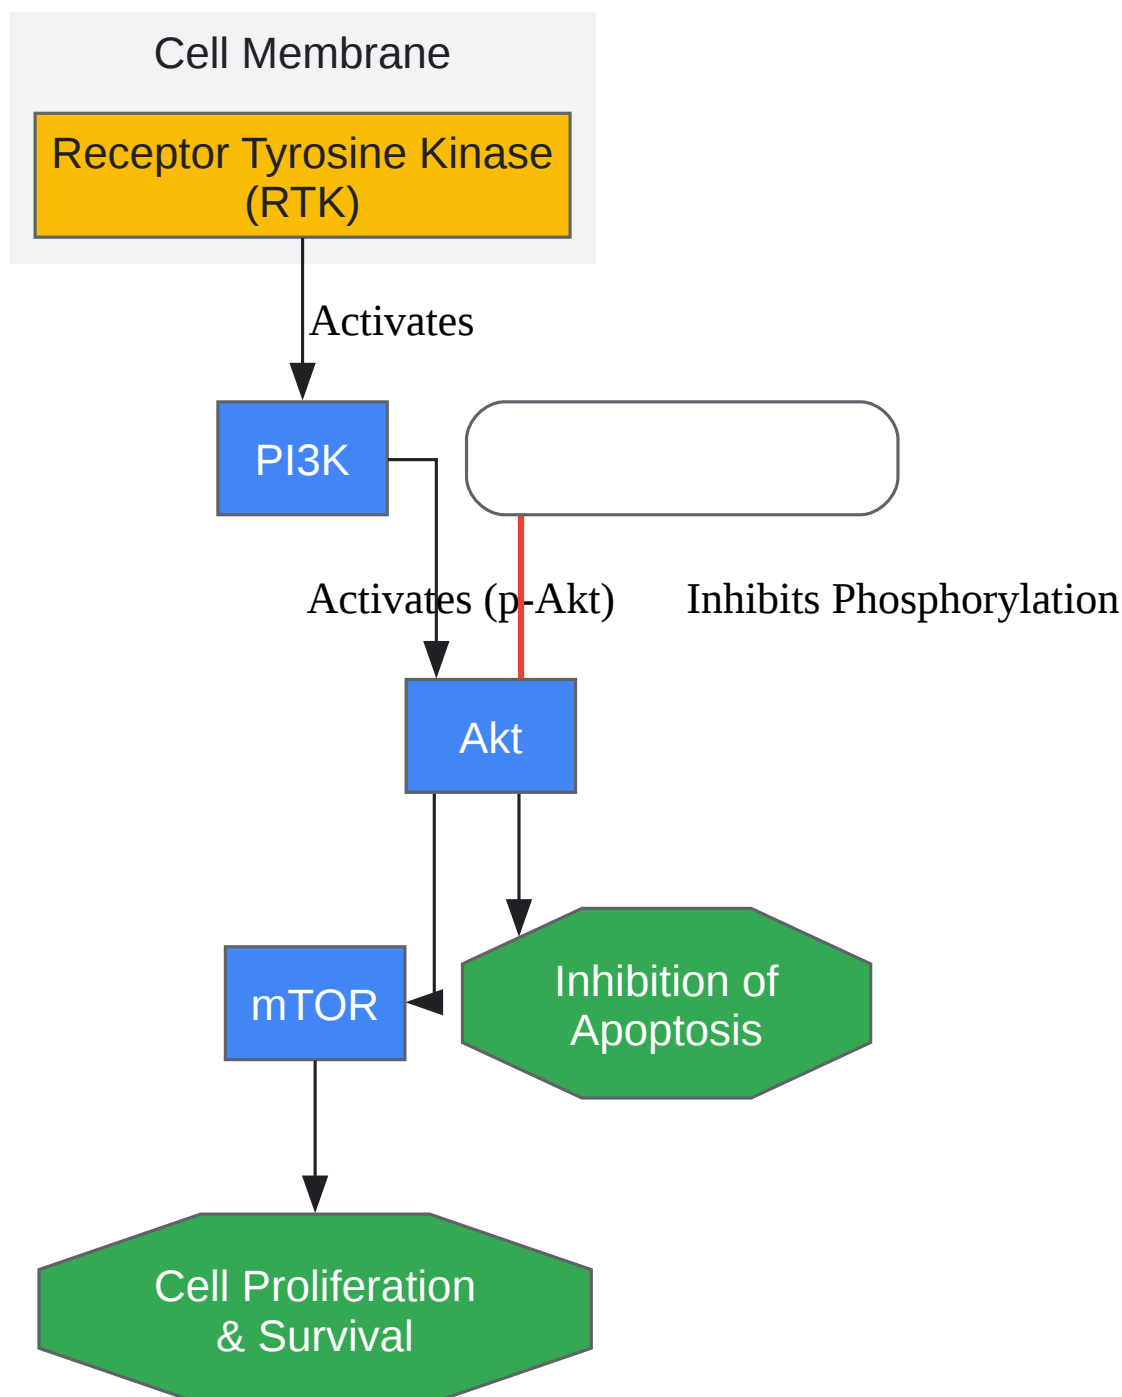 Cell Membrane
Receptor Tyrosine Kinase
(RTK)
Activates
PI3K
Activates (p-Akt)
Inhibits Phosphorylation
Akt
mTOR
Inhibition of
Apoptosis
Cell Proliferation
& Survival